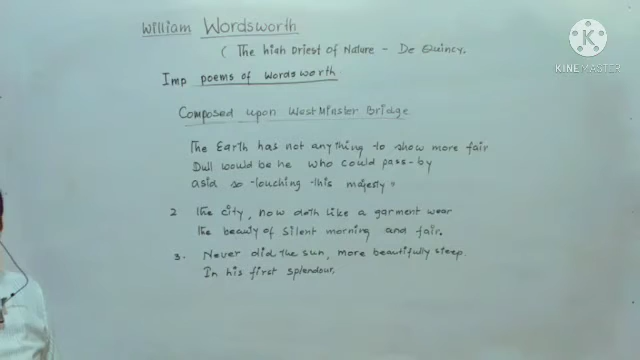 William Wordsworth
( The high Priest of Nature - De Quincy.
Imp poems of Wordsworth
Composed upon WestMinster Bridge
The Earth has not anything to show more fair
Dull would be he who could pass-by
asid so touching this majesty =
2 The city, now doth like a garment wear
The beauty of silent morning and fair.
3. Never did the sun, more beautifully steep
In his first splendour,
KINEMASTER